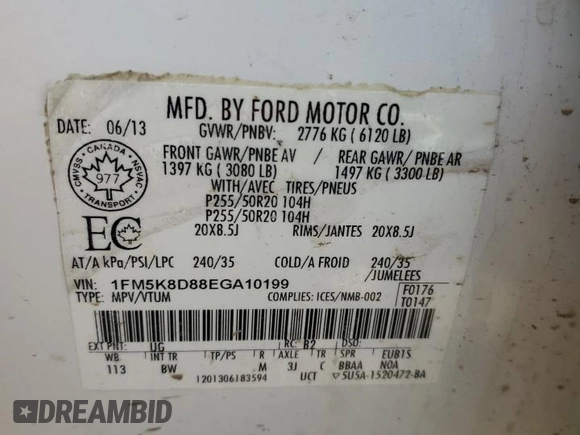 MFD. BY FORD MOTOR CO.
DATE: 06/13
GVWR/PNBV: 2776 KG ( 6120 LB)
FRONT GAWR/PNBE AV / REAR GAWR/ PNBE AR
1397 KG ( 3080 LB) 1497 KG ( 3300 LB)
WITH/AVEC TIRES/PNEUS
P255/50R20 104H
P255/50R20 104H
20X8.5J RIMS/JANTES 20X8.5J
CMVSS · CANADA · NSVAC
977
TRANSPORT
EC
AT/A kPa/PSI/LPC 240/35 COLD/A FROID 240/35
/JUMELEES
VIN: 1FM5K8D88EGA10199
TYPE: MPV/VTUM COMPLIES: ICES/NMB-002
F0176
T0147
EXT PNT: UG RC: B2 DSO:
WB INT TR TP/PS R AXLE TR SPR EUB1S
113 BW M 3J C BBAA N0A
1201306183594 UCT 5U5A-1520472-BA
DREAMBID